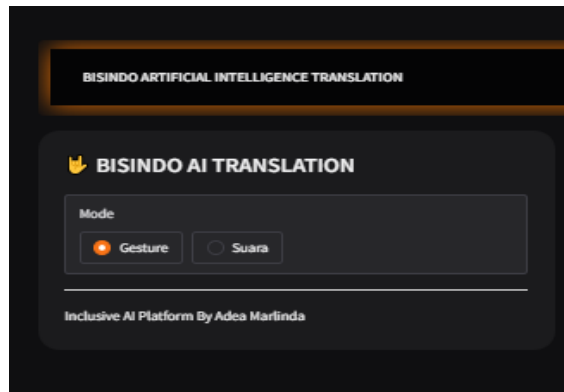 BISINDO ARTIFICIAL INTELLIGENCE TRANSLATION
🤟 BISINDO AI TRANSLATION
Mode
Gesture
Suara
Inclusive AI Platform By Adea Marlinda